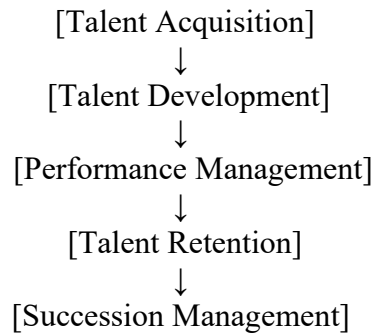 [Talent Acquisition]
↓
[Talent Development]
↓
[Performance Management]
↓
[Talent Retention]
↓
[Succession Management]